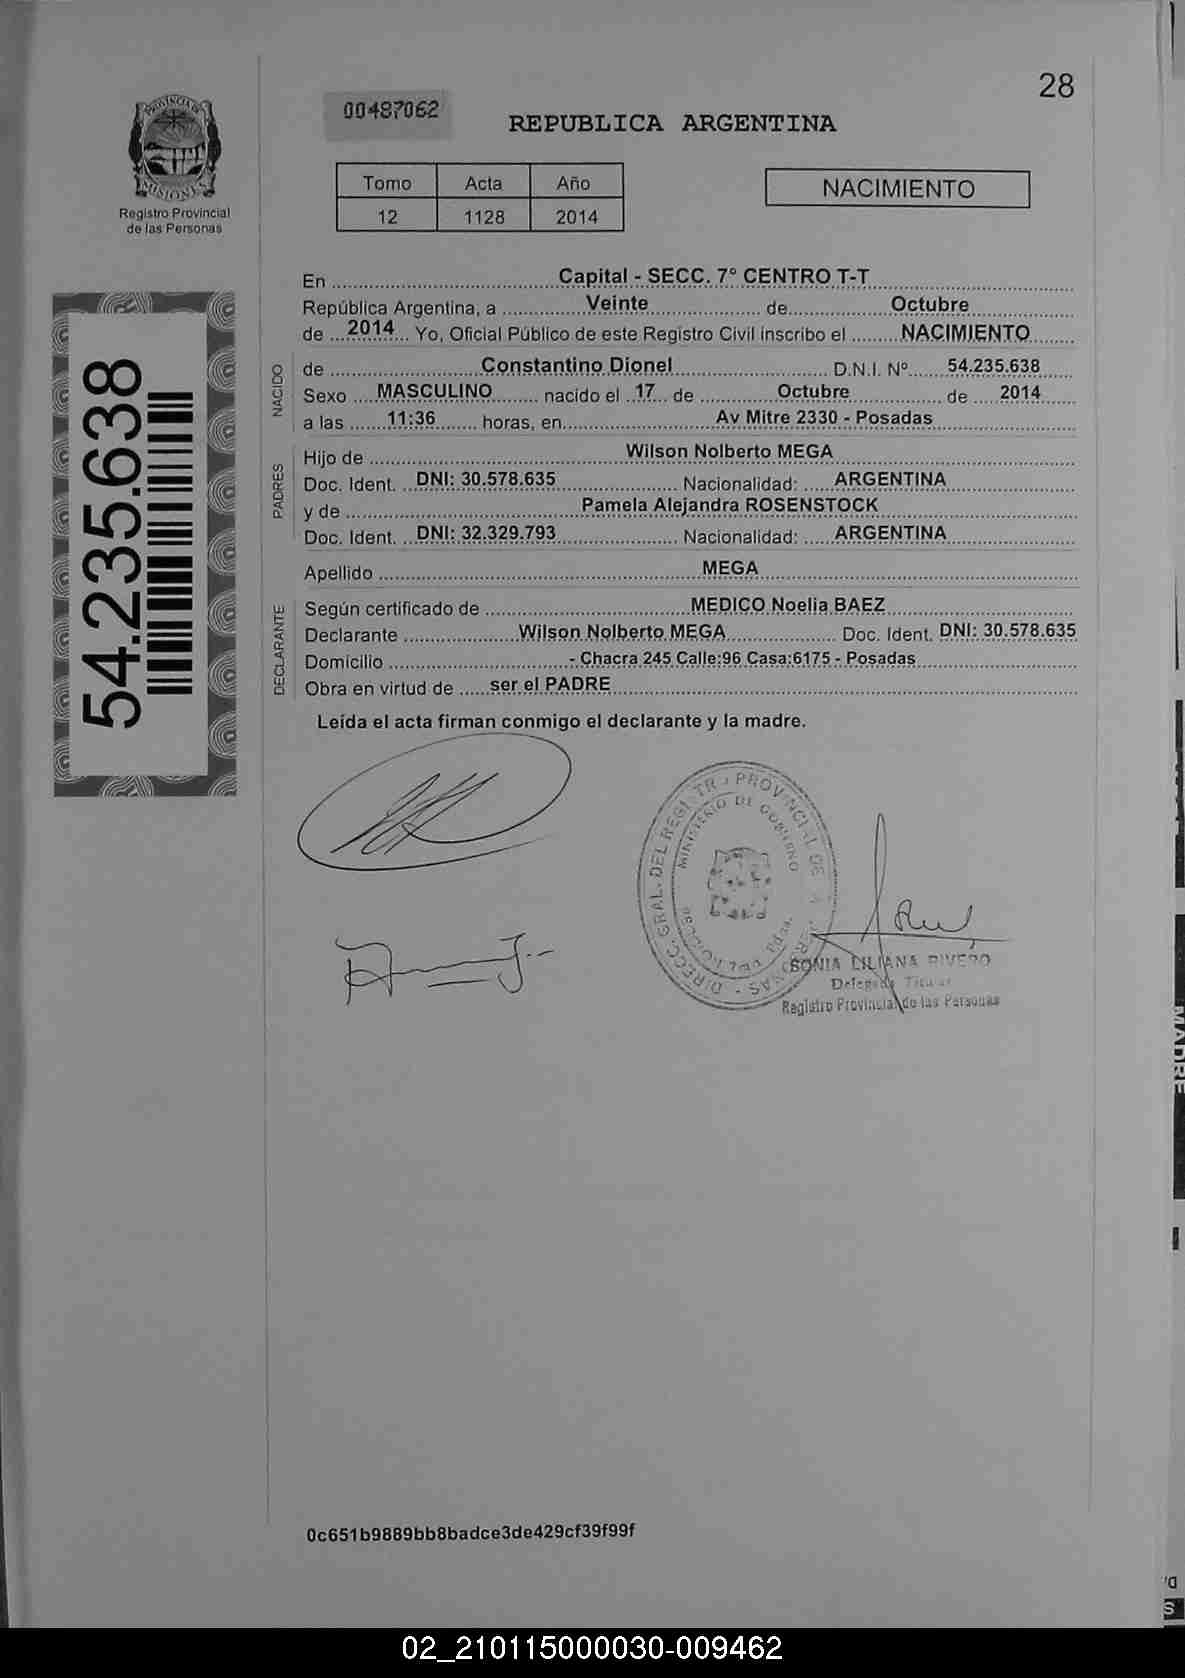 28
00487062
REPUBLICA ARGENTINA
PROVINCIA DE
MISIONES
Registro Provincial
de las Personas
Tomo Acta Año
12 1128 2014
NACIMIENTO
En Capital - SECC. 7° CENTRO T-T
República Argentina, a Veinte de Octubre
de 2014 Yo, Oficial Público de este Registro Civil inscribo el NACIMIENTO
NACIDO
de Constantino Dionel D.N.I. Nº 54.235.638
Sexo MASCULINO nacido el 17 de Octubre de 2014
a las 11:36 horas, en Av Mitre 2330 - Posadas
PADRES
Hijo de Wilson Nolberto MEGA
Doc. Ident. DNI: 30.578.635 Nacionalidad: ARGENTINA
y de Pamela Alejandra ROSENSTOCK
Doc. Ident. DNI: 32.329.793 Nacionalidad: ARGENTINA
Apellido MEGA
DECLARANTE
Según certificado de MEDICO Noelia BAEZ
Declarante Wilson Nolberto MEGA Doc. Ident. DNI: 30.578.635
Domicilio - Chacra 245 Calle:96 Casa:6175 - Posadas
Obra en virtud de ser el PADRE
Leída el acta firman conmigo el declarante y la madre.
54.235.638
MINISTERIO DE GOBIERNO
SONIA LILIANA RIVERO
Registro Provincial de las Personas
MADRE
0c651b9889bb8badce3de429cf39f99f
02_210115000030-009462